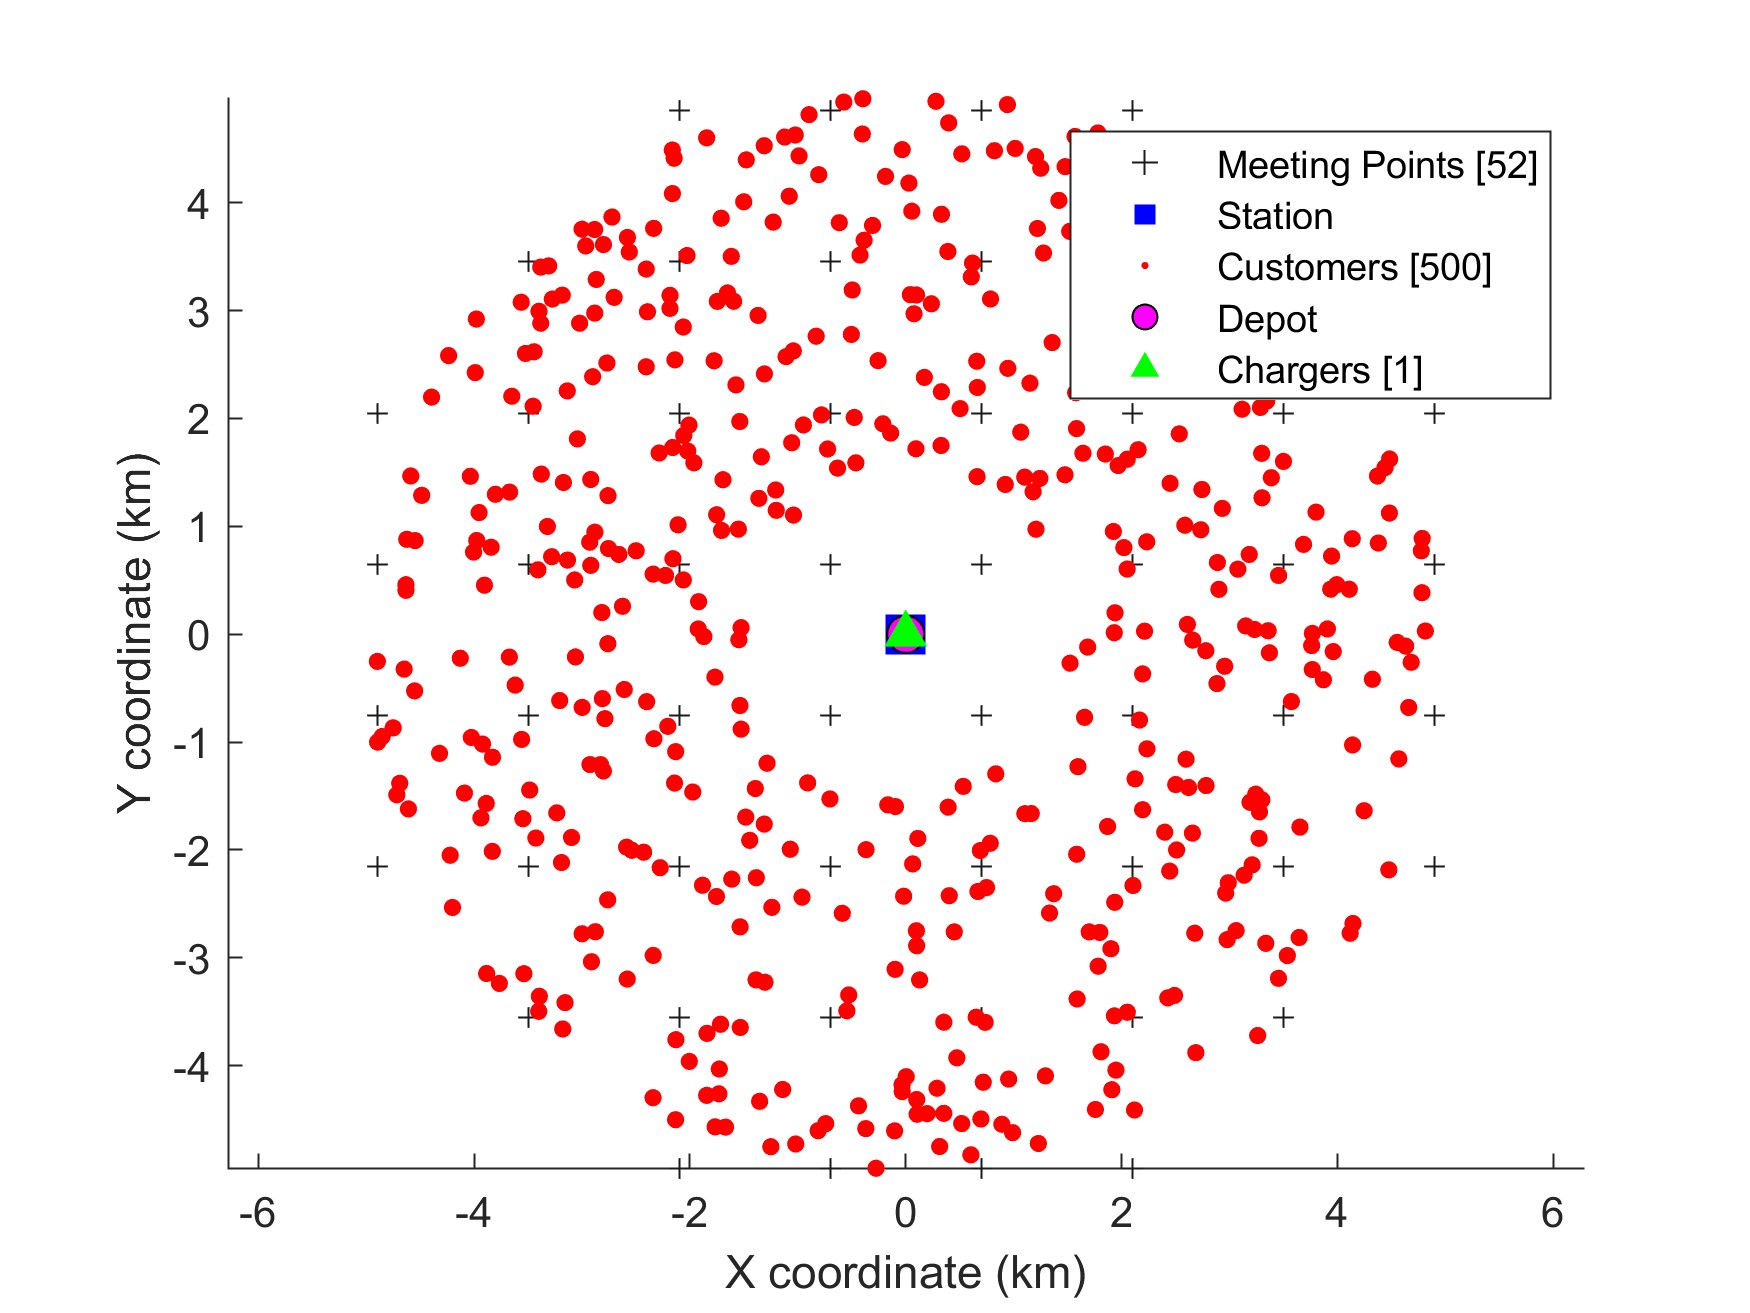 Meeting Points [52]
Station
Customers [500]
Depot
Chargers [1]
4
3
2
1
0
-1
-2
-3
-4
Y coordinate (km)
-6 -4 -2 0 2 4 6
X coordinate (km)